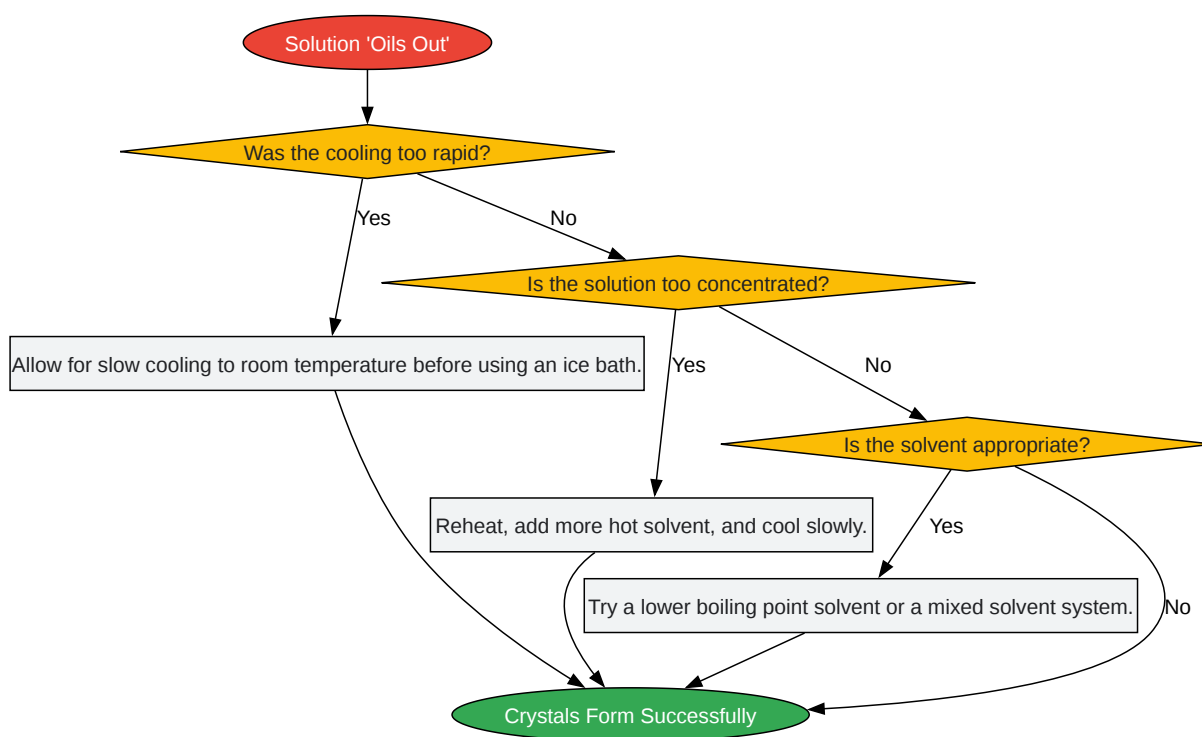 Solution 'Oils Out'
Was the cooling too rapid?
Yes
No
Is the solution too concentrated?
Allow for slow cooling to room temperature before using an ice bath.
Yes
No
Is the solvent appropriate?
Reheat, add more hot solvent, and cool slowly.
Yes
Try a lower boiling point solvent or a mixed solvent system.
No
Crystals Form Successfully